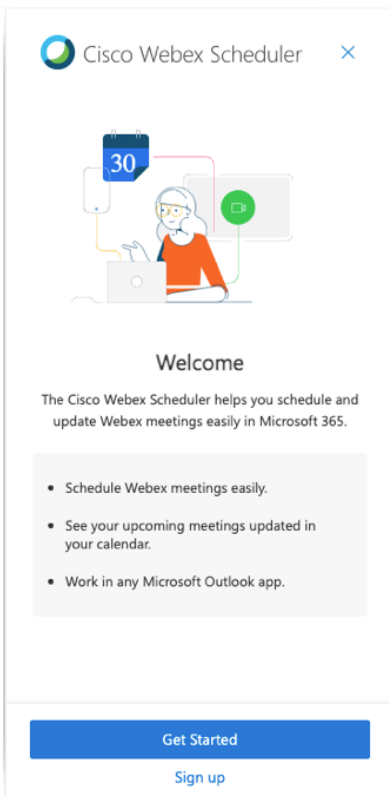 Cisco Webex Scheduler
30
Welcome
The Cisco Webex Scheduler helps you schedule and
update Webex meetings easily in Microsoft 365.
• Schedule Webex meetings easily.
• See your upcoming meetings updated in
your calendar.
• Work in any Microsoft Outlook app.
Get Started
Sign up